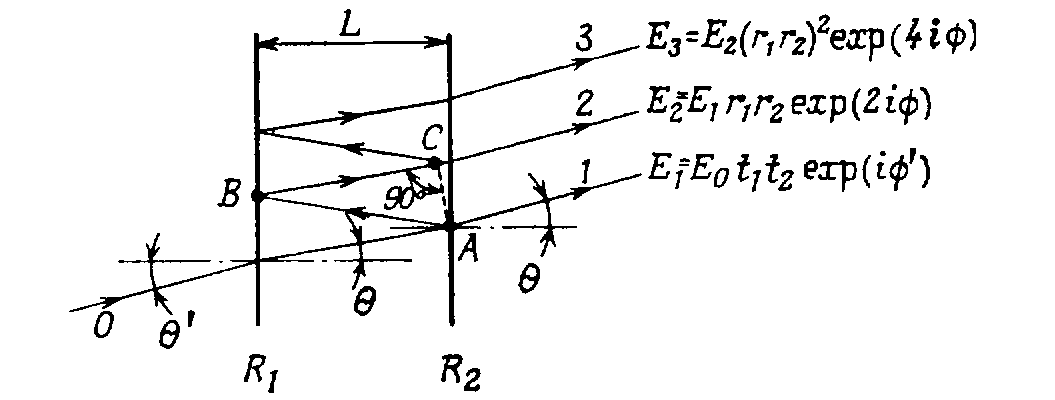 L
3 E₃=E₂(r₁r₂)²exp(4iϕ)
2 E₂=E₁r₁r₂exp(2iϕ)
C
1 E₁=E₀t₁t₂exp(iϕ')
B
90°
A
θ
θ
θ'
0
R₁
R₂